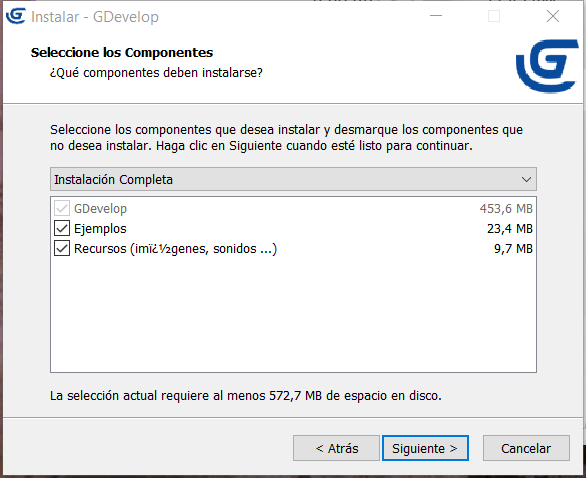 Instalar - GDevelop
Seleccione los Componentes
¿Qué componentes deben instalarse?
Seleccione los componentes que desea instalar y desmarque los componentes que
no desea instalar. Haga clic en Siguiente cuando esté listo para continuar.
Instalación Completa
GDevelop 453,6 MB
Ejemplos 23,4 MB
Recursos (imï¿½genes, sonidos ...) 9,7 MB
La selección actual requiere al menos 572,7 MB de espacio en disco.
< Atrás Siguiente > Cancelar